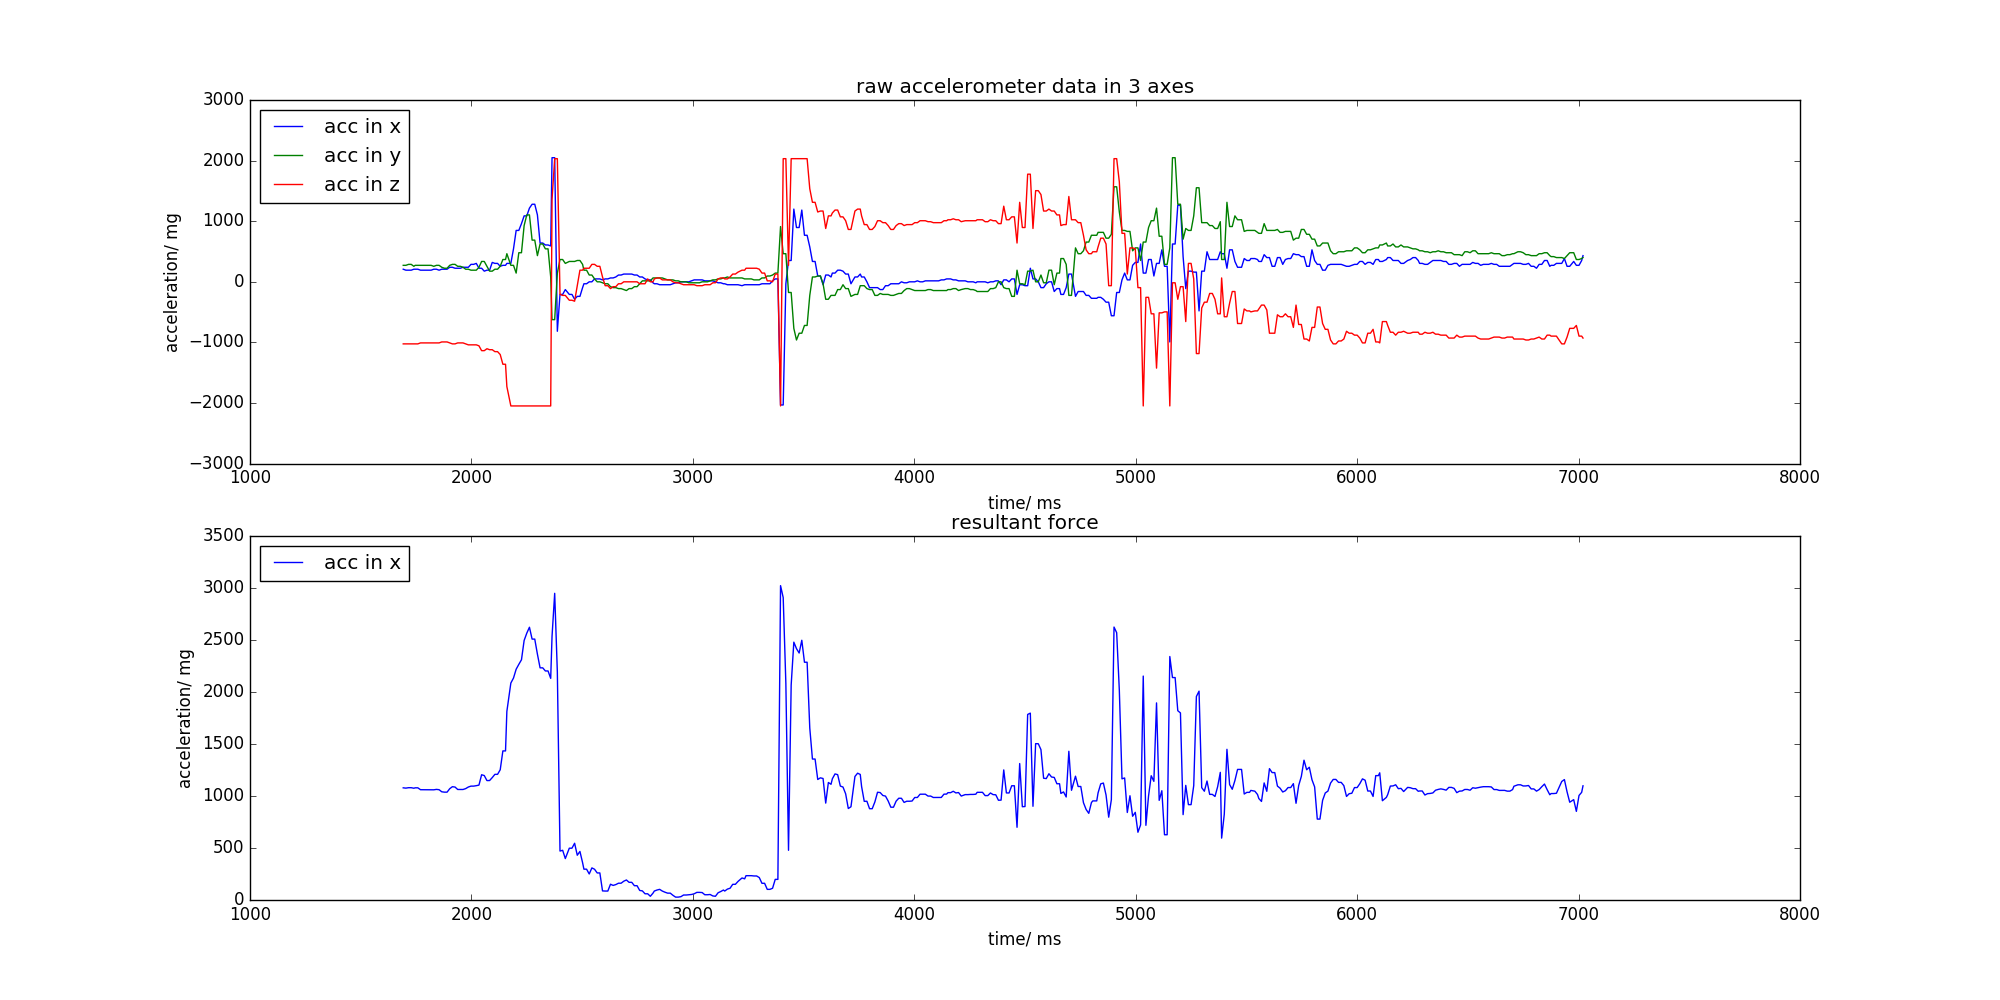 raw accelerometer data in 3 axes
3000
2000
1000
0
−1000
−2000
−3000
acceleration/ mg
acc in x
acc in y
acc in z
1000 2000 3000 4000 5000 6000 7000 8000
time/ ms
resultant force
3500
3000
2500
2000
1500
1000
500
0
acceleration/ mg
acc in x
1000 2000 3000 4000 5000 6000 7000 8000
time/ ms